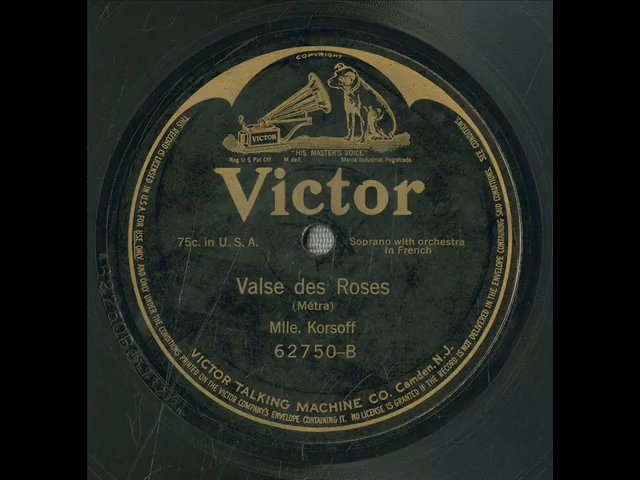 COPYRIGHT
VICTOR
"HIS MASTER'S VOICE"
Reg U S Pat Off M de F. Marca Industrial Registrada
Victor
75c. in U. S. A.
Soprano with orchestra
in French
Valse des Roses
(Métra)
Mlle. Korsoff
62750-B
VICTOR TALKING MACHINE CO. Camden, N.J.
THIS RECORD IS LICENSED IN U.S.A. FOR USE ONLY, AND ONLY UNDER THE CONDITIONS PRINTED ON THE VICTOR COMPANY'S ENVELOPE CONTAINING IT. NO LICENSE IS GRANTED IF THE RECORD IS NOT DELIVERED IN THE ENVELOPE CONTAINING SAID CONDITIONS. SEE CONDITIONS.